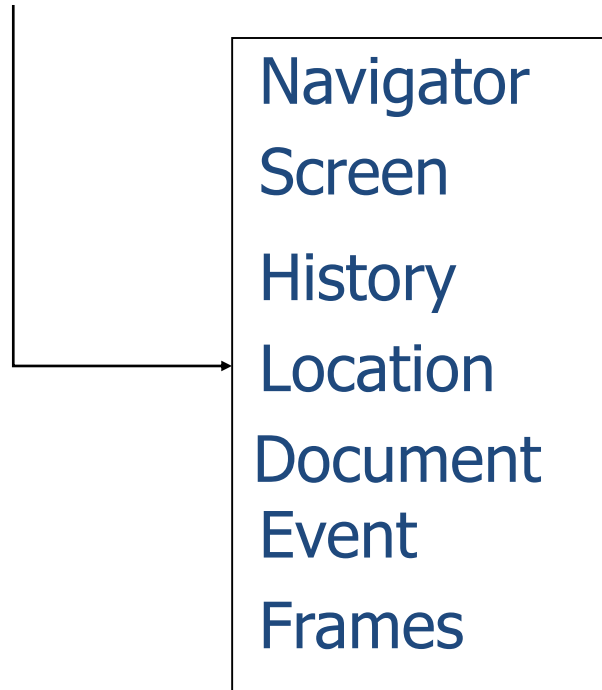 Navigator
Screen
History
Location
Document
Event
Frames